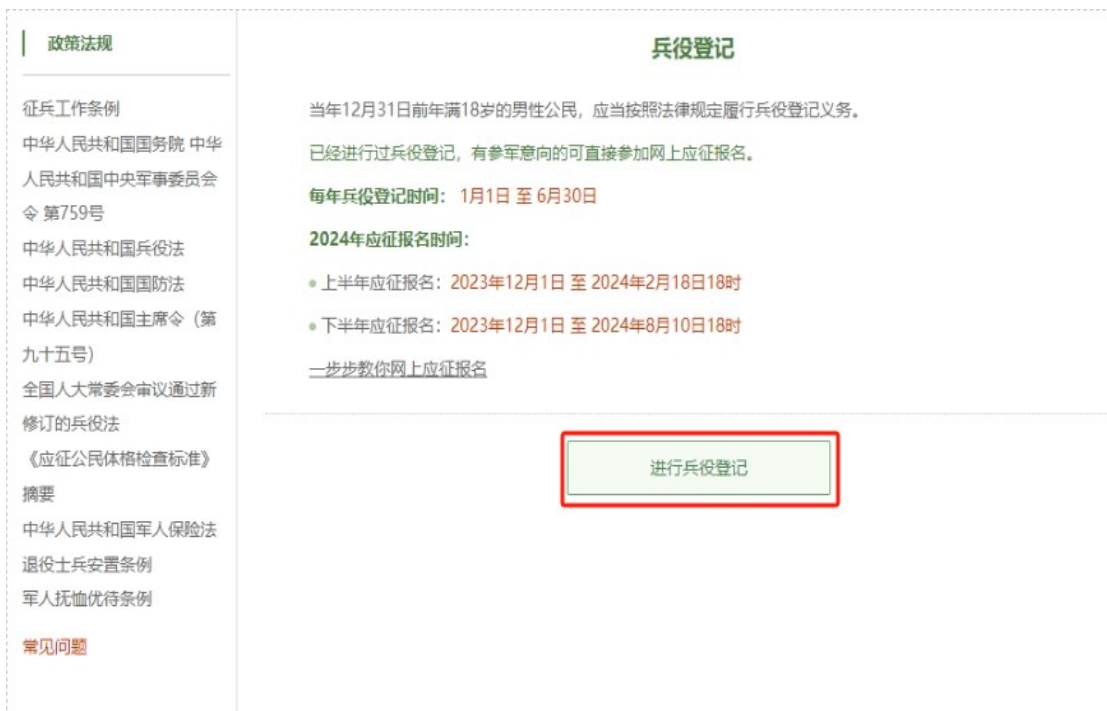 政策法规
征兵工作条例
中华人民共和国国务院 中华
人民共和国中央军事委员会
令 第759号
中华人民共和国兵役法
中华人民共和国国防法
中华人民共和国主席令（第
九十五号）
全国人大常委会审议通过新
修订的兵役法
《应征公民体格检查标准》
摘要
中华人民共和国军人保险法
退役士兵安置条例
军人抚恤优待条例
常见问题
兵役登记
当年12月31日前年满18岁的男性公民，应当按照法律规定履行兵役登记义务。
已经进行过兵役登记，有参军意向的可直接参加网上应征报名。
每年兵役登记时间： 1月1日 至 6月30日
2024年应征报名时间：
上半年应征报名：2023年12月1日 至 2024年2月18日18时
下半年应征报名：2023年12月1日 至 2024年8月10日18时
一步步教你网上应征报名
进行兵役登记